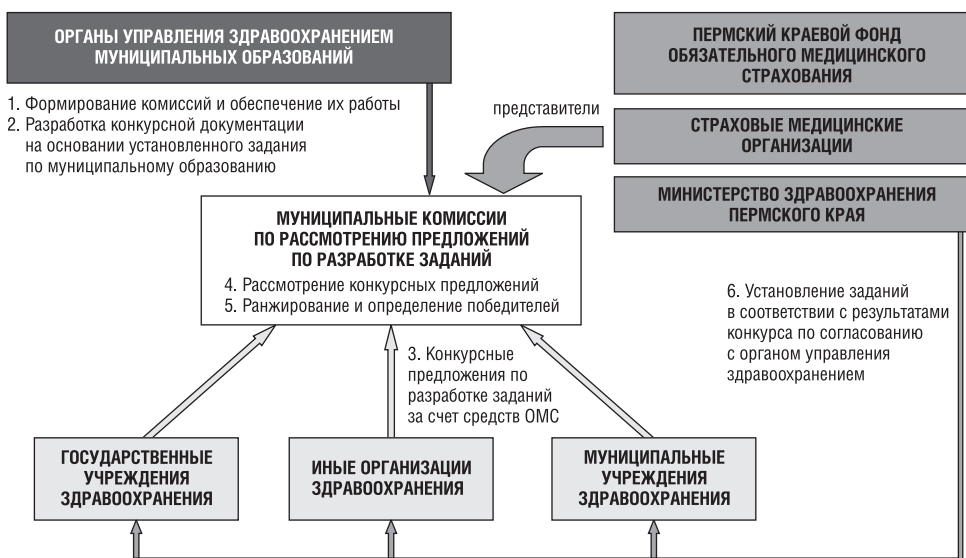 ОРГАНЫ УПРАВЛЕНИЯ ЗДРАВООХРАНЕНИЕМ
МУНИЦИПАЛЬНЫХ ОБРАЗОВАНИЙ
ПЕРМСКИЙ КРАЕВОЙ ФОНД
ОБЯЗАТЕЛЬНОГО МЕДИЦИНСКОГО
СТРАХОВАНИЯ
1. Формирование комиссий и обеспечение их работы
2. Разработка конкурсной документации
на основании установленного задания
по муниципальному образованию
представители
СТРАХОВЫЕ МЕДИЦИНСКИЕ
ОРГАНИЗАЦИИ
МИНИСТЕРСТВО ЗДРАВООХРАНЕНИЯ
ПЕРМСКОГО КРАЯ
МУНИЦИПАЛЬНЫЕ КОМИССИИ
ПО РАССМОТРЕНИЮ ПРЕДЛОЖЕНИЙ
ПО РАЗРАБОТКЕ ЗАДАНИЙ
4. Рассмотрение конкурсных предложений
5. Ранжирование и определение победителей
6. Установление заданий
в соответствии с результатами
конкурса по согласованию
с органом управления
здравоохранением
3. Конкурсные
предложения по
разработке заданий
за счет средств ОМС
ГОСУДАРСТВЕННЫЕ
УЧРЕЖДЕНИЯ
ЗДРАВООХРАНЕНИЯ
ИНЫЕ ОРГАНИЗАЦИИ
ЗДРАВООХРАНЕНИЯ
МУНИЦИПАЛЬНЫЕ
УЧРЕЖДЕНИЯ
ЗДРАВООХРАНЕНИЯ